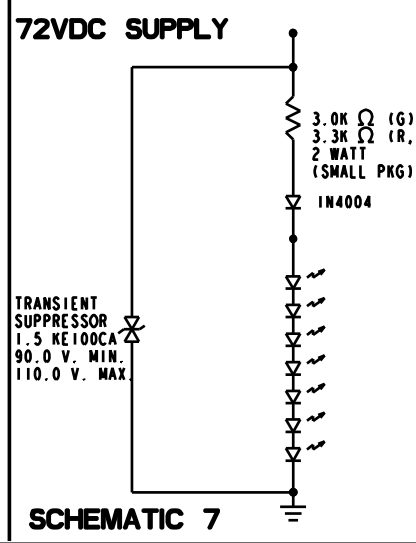 72VDC SUPPLY
3.0K Ω (G)
3.3K Ω (R,
2 WATT
(SMALL PKG)
IN4004
TRANSIENT
SUPPRESSOR
1.5 KE100CA
90.0 V. MIN.
110.0 V. MAX.
SCHEMATIC 7